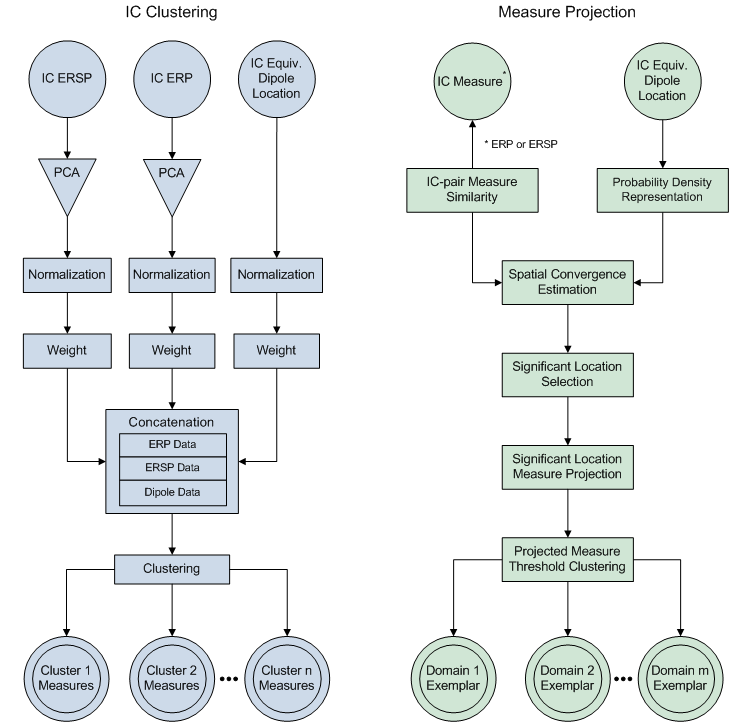 IC Clustering
IC ERSP
IC ERP
IC Equiv.
Dipole
Location
PCA
PCA
Normalization
Normalization
Normalization
Weight
Weight
Weight
Concatenation
ERP Data
ERSP Data
Dipole Data
Clustering
Cluster 1
Measures
Cluster 2
Measures
•••
Cluster n
Measures
Measure Projection
IC Measure*
IC Equiv.
Dipole
Location
* ERP or ERSP
IC-pair Measure
Similarity
Probability Density
Representation
Spatial Convergence
Estimation
Significant Location
Selection
Significant Location
Measure Projection
Projected Measure
Threshold Clustering
Domain 1
Exemplar
Domain 2
Exemplar
•••
Domain m
Exemplar